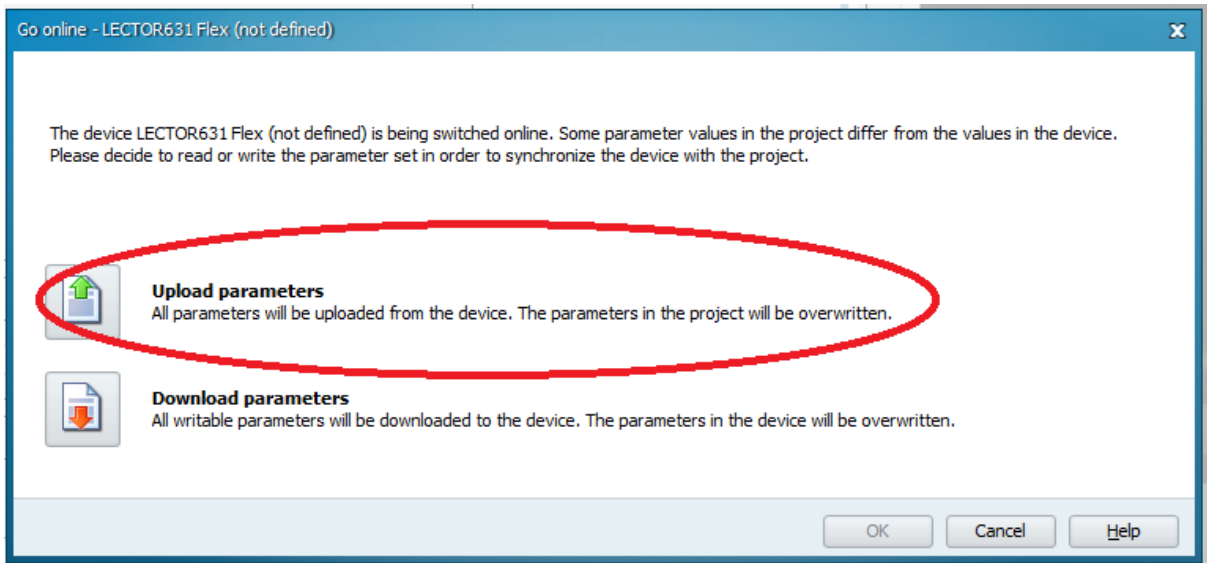 Go online - LECTOR631 Flex (not defined)
The device LECTOR631 Flex (not defined) is being switched online. Some parameter values in the project differ from the values in the device.
Please decide to read or write the parameter set in order to synchronize the device with the project.
Upload parameters
All parameters will be uploaded from the device. The parameters in the project will be overwritten.
Download parameters
All writable parameters will be downloaded to the device. The parameters in the device will be overwritten.
OK Cancel Help